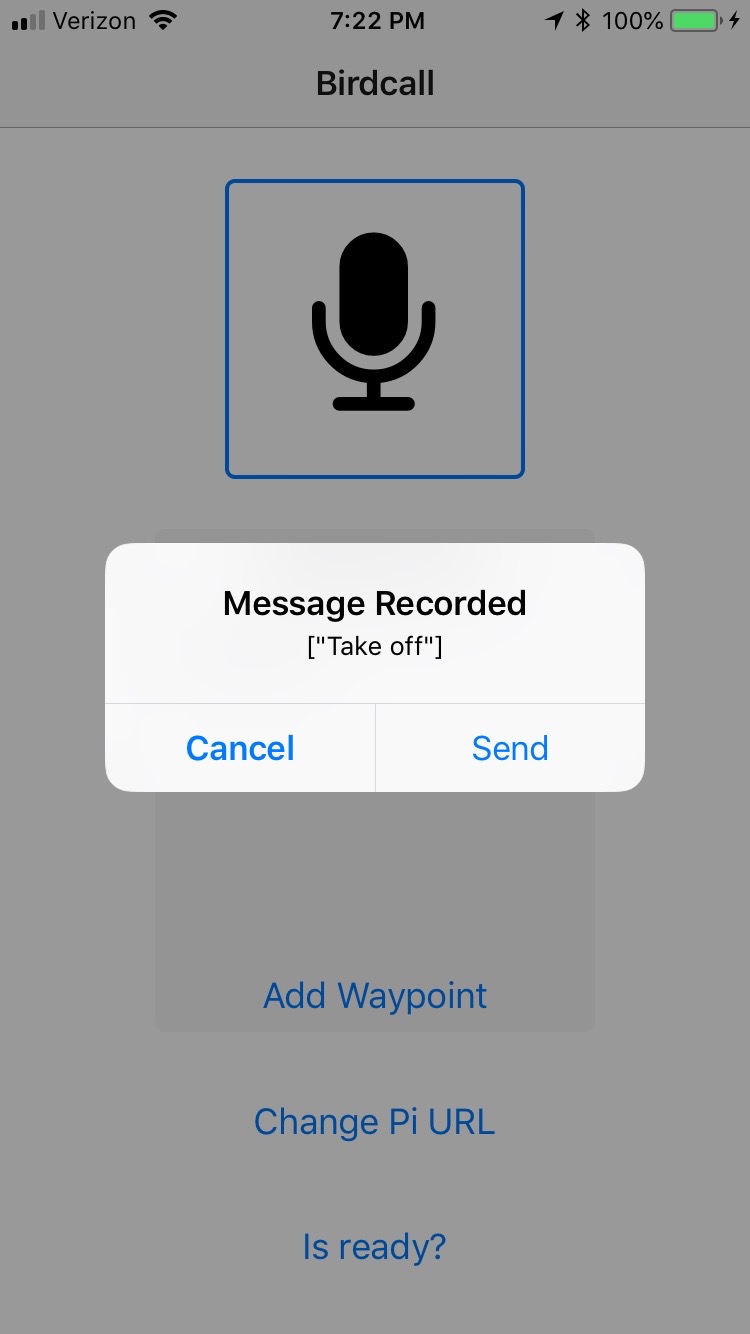 Verizon 7:22 PM 100%
Birdcall
Message Recorded
["Take off"]
Cancel Send
Add Waypoint
Change Pi URL
Is ready?